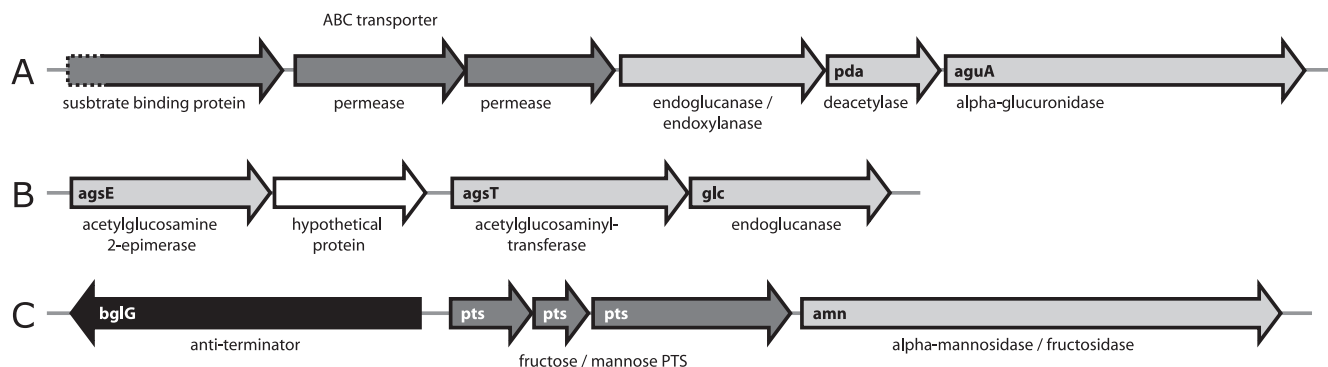 ABC transporter
A
pda
aguA
susbtrate binding protein
permease
permease
endoglucanase /
endoxylanase
deacetylase
alpha-glucuronidase
B
agsE
agsT
glc
acetylglucosamine
2-epimerase
hypothetical
protein
acetylglucosaminyl-
transferase
endoglucanase
C
bglG
pts
pts
pts
amn
anti-terminator
fructose / mannose PTS
alpha-mannosidase / fructosidase